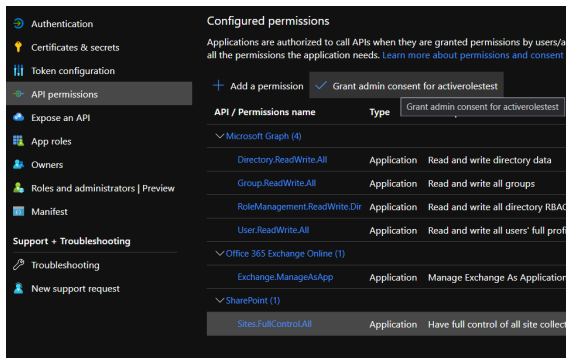 Authentication
Certificates & secrets
Token configuration
API permissions
Expose an API
App roles
Owners
Roles and administrators | Preview
Manifest
Support + Troubleshooting
Troubleshooting
New support request
Configured permissions
Applications are authorized to call APIs when they are granted permissions by users/a
all the permissions the application needs. Learn more about permissions and consent
Add a permission
Grant admin consent for activerolestest
Grant admin consent for activerolestest
API / Permissions name Type
Microsoft Graph (4)
Directory.ReadWrite.All Application Read and write directory data
Group.ReadWrite.All Application Read and write all groups
RoleManagement.ReadWrite.Dir Application Read and write all directory RBAC
User.ReadWrite.All Application Read and write all users' full profi
Office 365 Exchange Online (1)
Exchange.ManageAsApp Application Manage Exchange As Application
SharePoint (1)
Sites.FullControl.All Application Have full control of all site collect